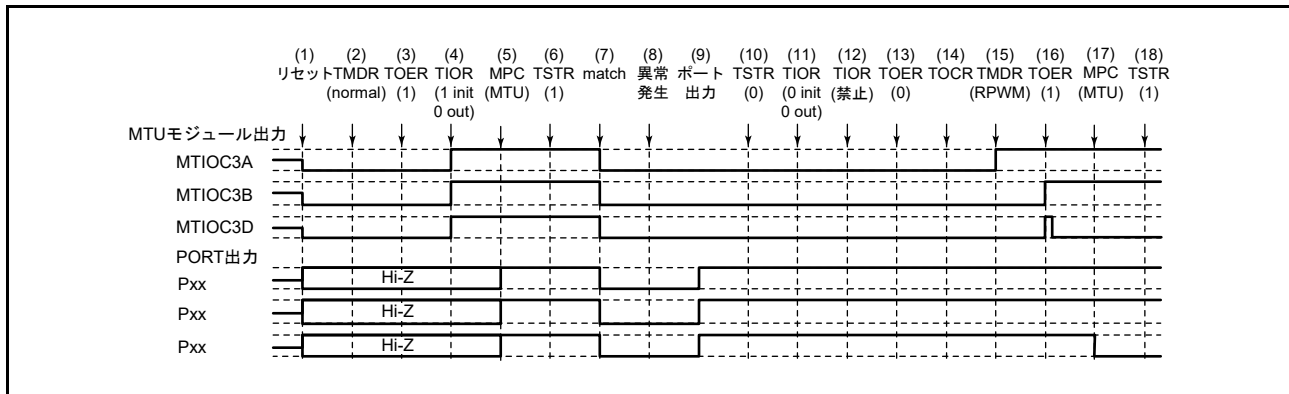 (1) (2) (3) (4) (5) (6) (7) (8) (9) (10) (11) (12) (13) (14) (15) (16) (17) (18)
リセット TMDR TOER TIOR MPC TSTR match 異常 ポート TSTR TIOR TIOR TOER TOCR TMDR TOER MPC TSTR
(normal) (1) (1 init (MTU) (1) 発生 出力 (0) (0 init (禁止) (0) (RPWM) (1) (MTU) (1)
0 out) 0 out)
MTUモジュール出力
MTIOC3A
MTIOC3B
MTIOC3D
PORT出力
Pxx Hi-Z
Pxx Hi-Z
Pxx Hi-Z